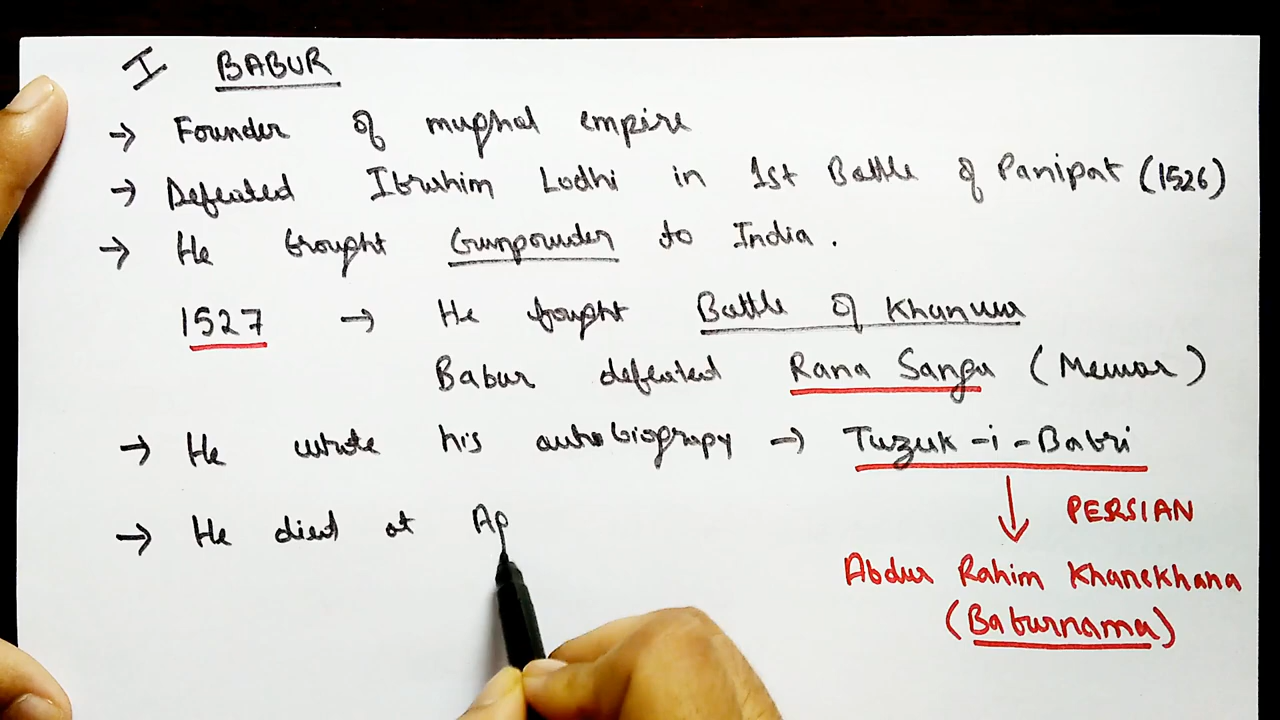 I BABUR
→ Founder of mughal empire
→ Defeated Ibrahim Lodhi in 1st Battle of Panipat (1526)
→ He brought Gunpowder to India.
1527 → He fought Battle of Khanwa
Babur defeated Rana Sanga (Mewar)
→ He wrote his autobiograpy → Tuzuk-i-Babri
↓ PERSIAN
→ He died at Ag
Abdur Rahim Khanekhana
(Baburnama)